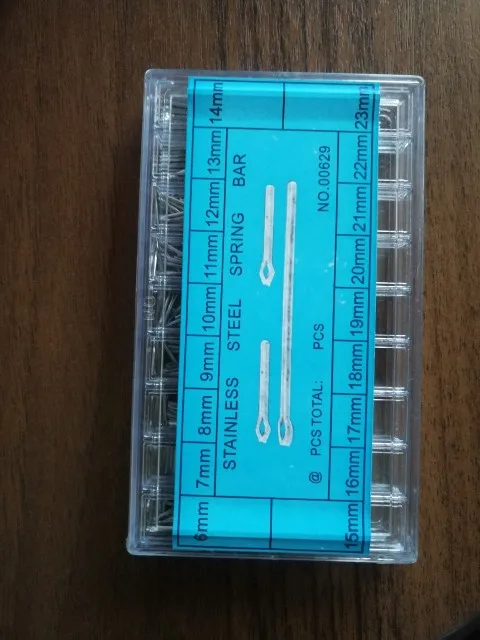 6mm 7mm 8mm 9mm 10mm 11mm 12mm 13mm 14mm
STAINLESS STEEL SPRING BAR
@ PCS TOTAL: PCS NO.00629
15mm 16mm 17mm 18mm 19mm 20mm 21mm 22mm 23mm